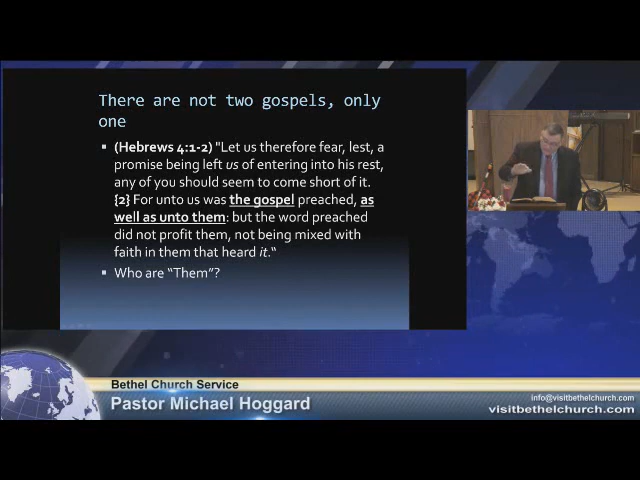 There are not two gospels, only
one
▪ (Hebrews 4:1-2) "Let us therefore fear, lest, a
promise being left us of entering into his rest,
any of you should seem to come short of it.
{2} For unto us was the gospel preached, as
well as unto them: but the word preached
did not profit them, not being mixed with
faith in them that heard it."
▪ Who are "Them"?
Bethel Church Service
Pastor Michael Hoggard
info@visitbethelchurch.com
visitbethelchurch.com